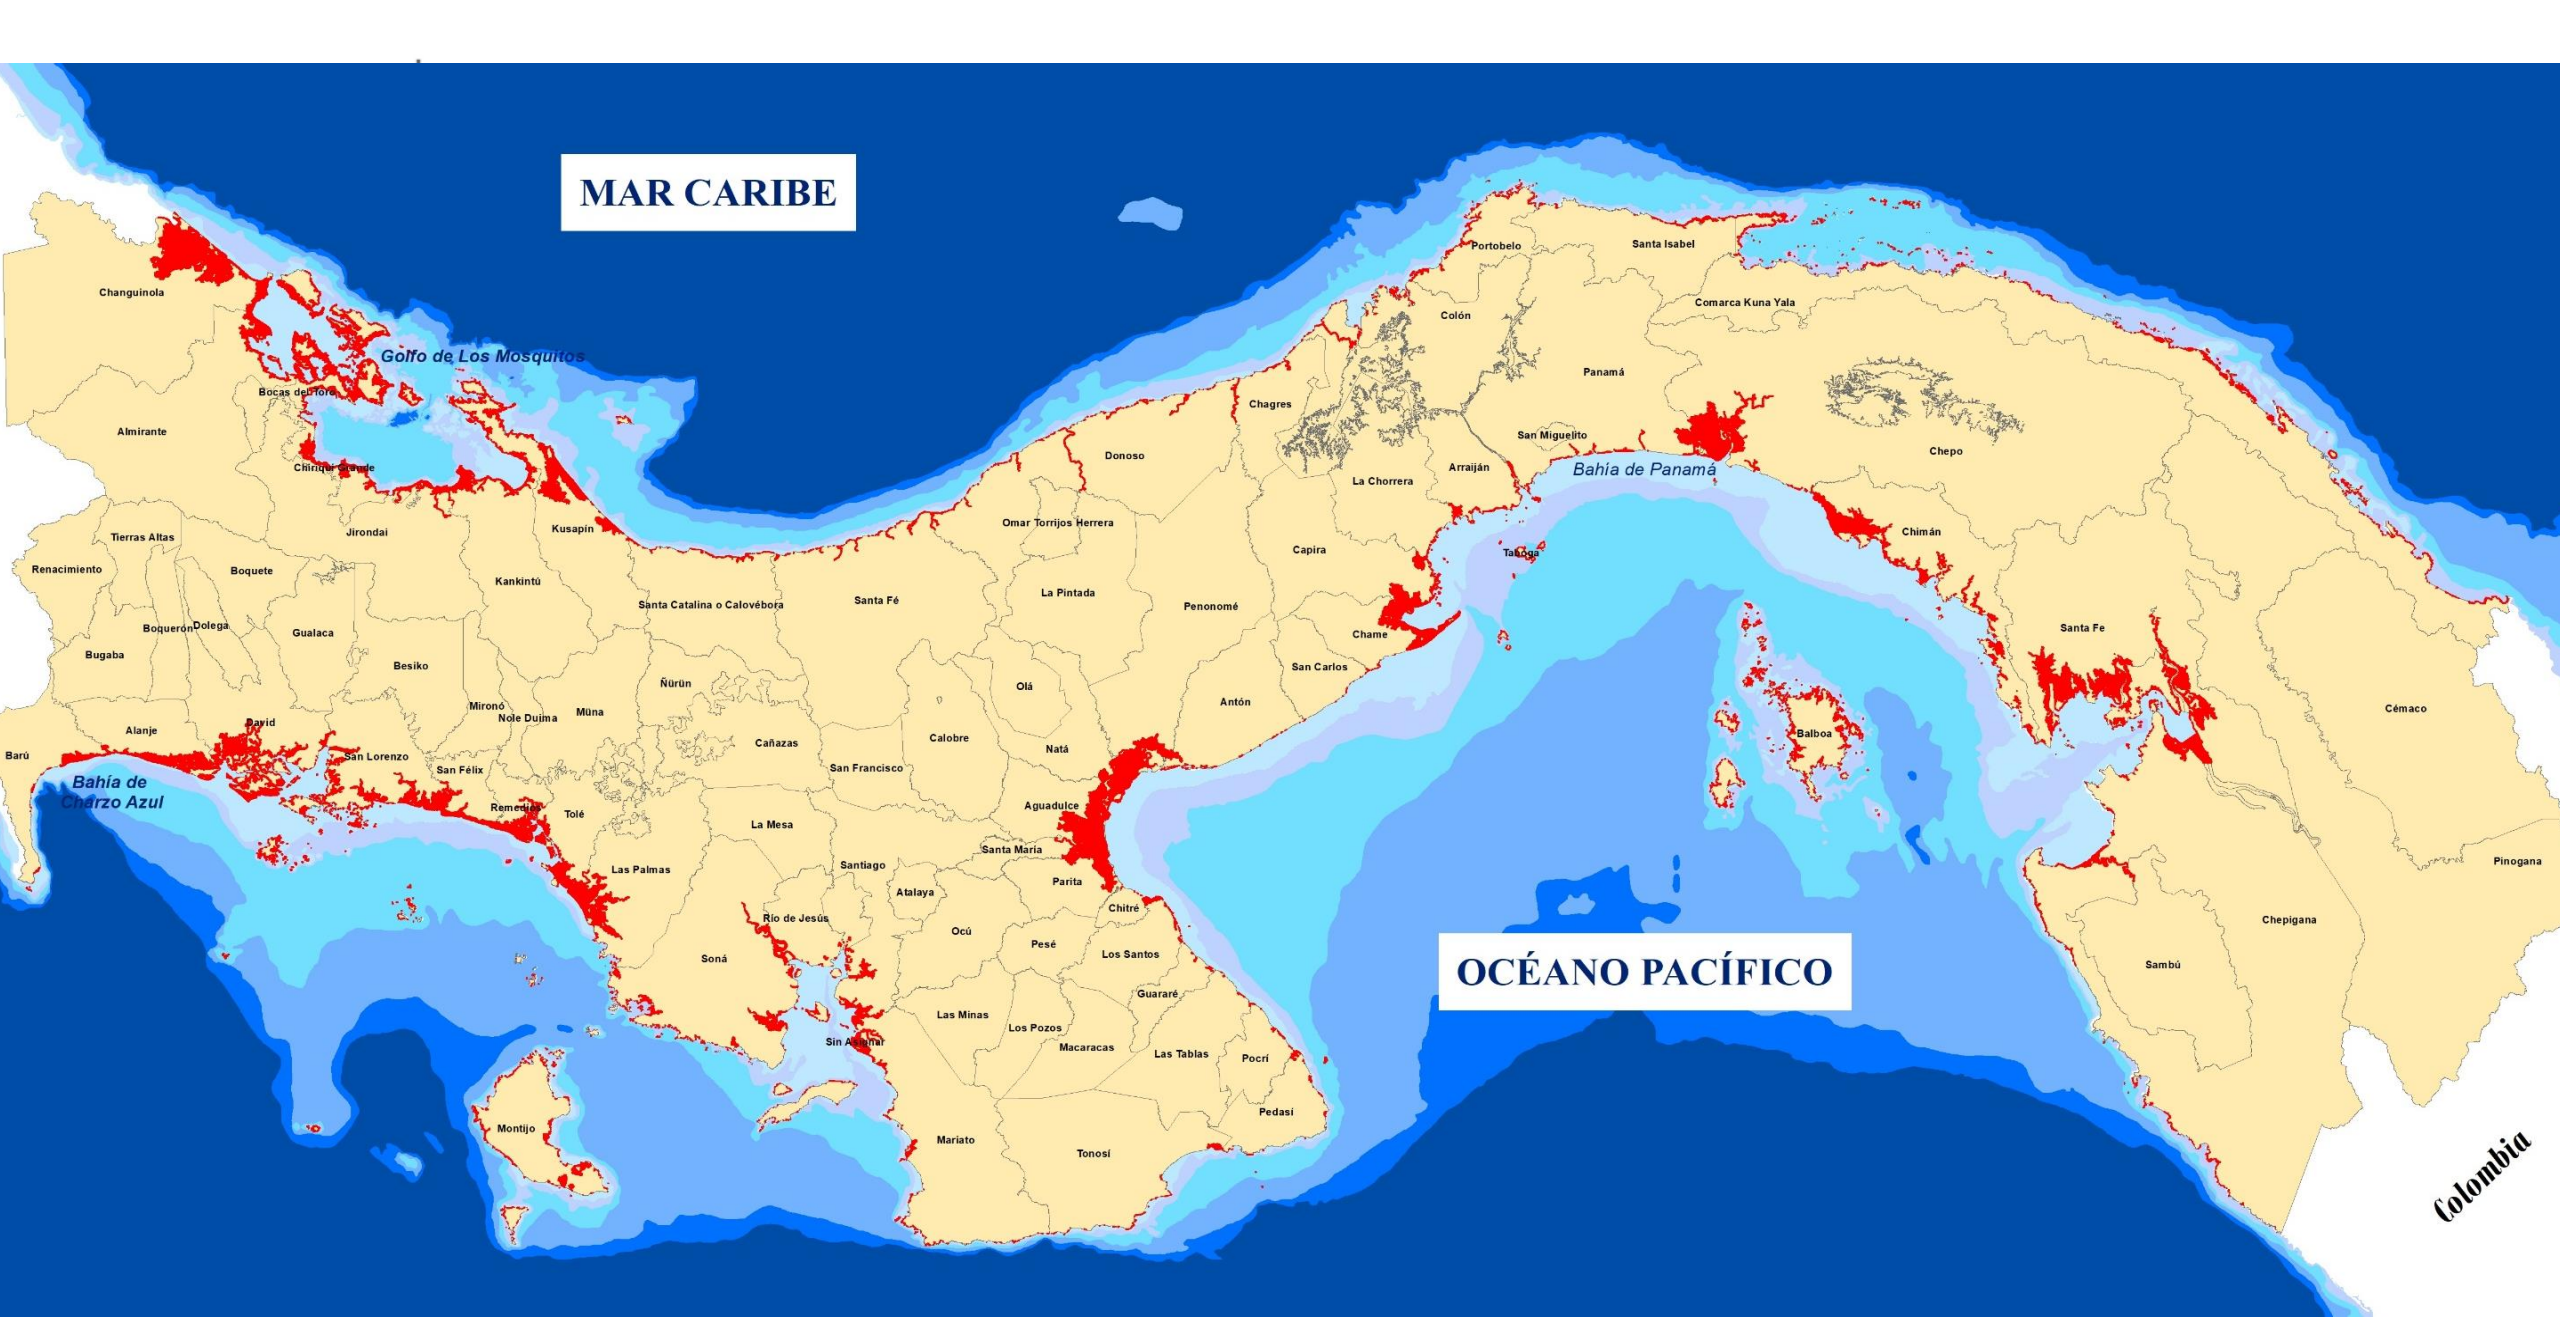 MAR CARIBE
Portobelo
Santa Isabel
Changuinola
Comarca Kuna Yala
Colón
Golfo de Los Mosquitos
Panamá
Bocas del Toro
Chagres
Almirante
San Miguelito
Chepo
Donoso
Chiriquí Grande
Arraiján
Bahía de Panamá
La Chorrera
Omar Torrijos Herrera
Kusapín
Jirondai
Chimán
Tierras Altas
Capira
Taboga
Renacimiento
Boquete
Kankintú
La Pintada
Santa Fé
Santa Catalina o Calovébora
Penonomé
Boquerón
Dolega
Gualaca
Chame
Santa Fe
Bugaba
Besiko
San Carlos
Ñürün
Olá
Antón
Mironó
Nole Duima
Müna
Cémaco
David
Alanje
Balboa
Cañazas
Calobre
Natá
Barú
San Lorenzo
San Félix
San Francisco
Bahía de
Charzo Azul
Remedios
Tolé
Aguadulce
La Mesa
Santa María
Pinogana
Las Palmas
Santiago
Parita
Atalaya
Chitré
Río de Jesús
Chepigana
Ocú
Pesé
Los Santos
Soná
Sambú
OCÉANO PACÍFICO
Guararé
Las Minas
Los Pozos
Sin Asignar
Macaracas
Las Tablas
Pocrí
Pedasí
Montijo
Mariato
Tonosí
Colombia